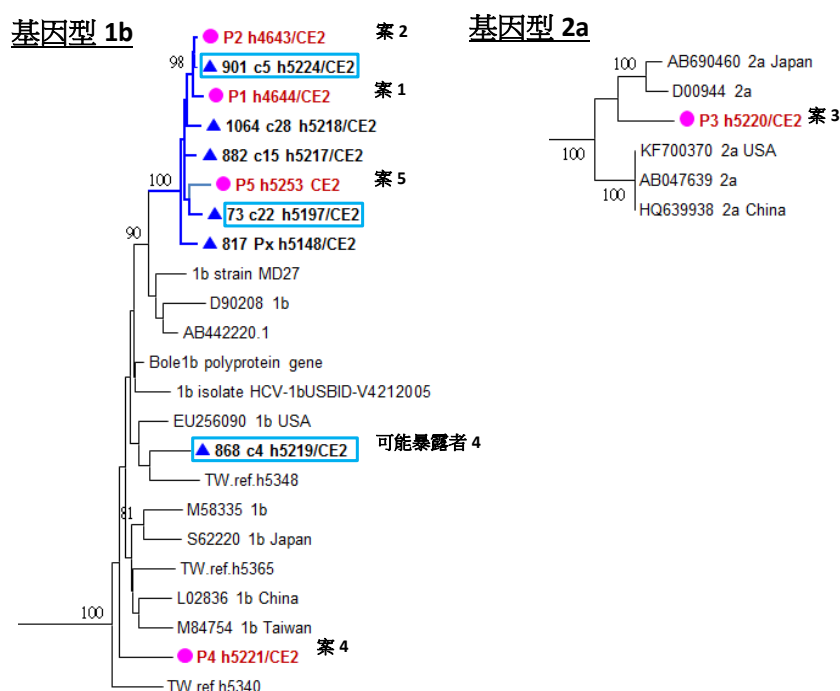 基因型 1b
P2 h4643/CE2
案 2
98
901 c5 h5224/CE2
P1 h4644/CE2
案 1
1064 c28 h5218/CE2
882 c15 h5217/CE2
100
P5 h5253 CE2
案 5
73 c22 h5197/CE2
817 Px h5148/CE2
90
1b strain MD27
D90208 1b
AB442220.1
Bole1b polyprotein gene
1b isolate HCV-1bUSBID-V4212005
EU256090 1b USA
868 c4 h5219/CE2
可能暴露者 4
TW.ref.h5348
81
M58335 1b
S62220 1b Japan
TW.ref.h5365
L02836 1b China
100
M84754 1b Taiwan
P4 h5221/CE2
案 4
TW.ref.h5340
基因型 2a
100
AB690460 2a Japan
D00944 2a
P3 h5220/CE2
案 3
100
KF700370 2a USA
AB047639 2a
100
HQ639938 2a China